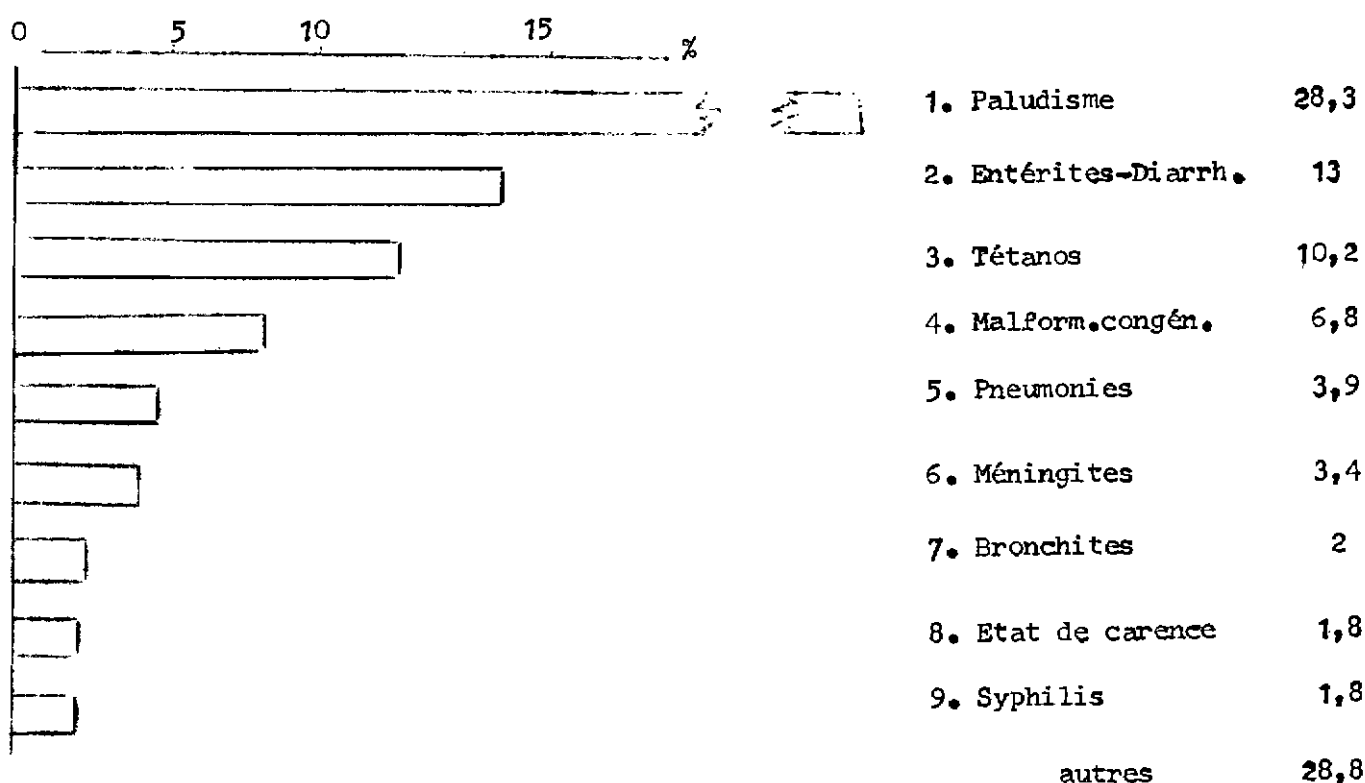 0 5 10 15 %
1. Paludisme 28,3
2. Entérites-Diarrh. 13
3. Tétanos 10,2
4. Malform.congén. 6,8
5. Pneumonies 3,9
6. Méningites 3,4
7. Bronchites 2
8. Etat de carence 1,8
9. Syphilis 1,8
autres 28,8